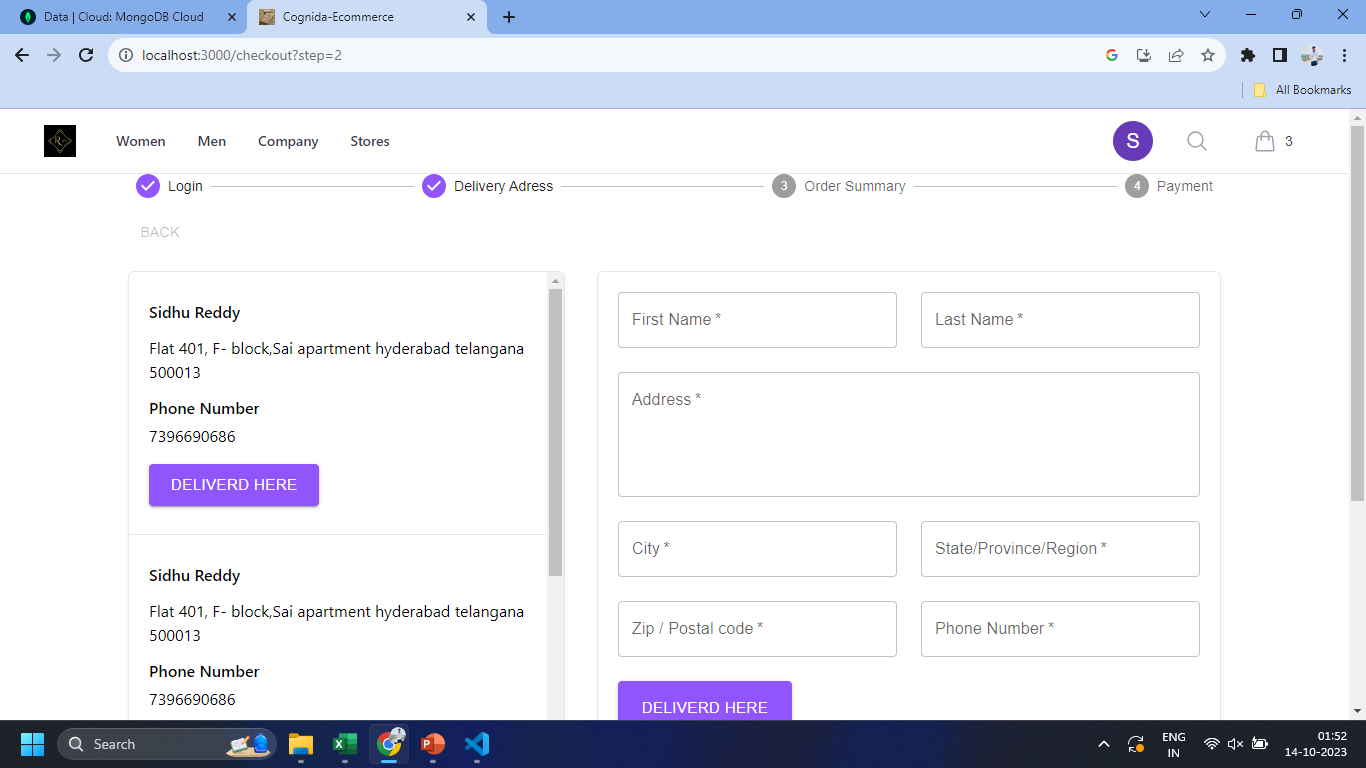 Data | Cloud: MongoDB Cloud
Cognida-Ecommerce
localhost:3000/checkout?step=2
All Bookmarks
Women Men Company Stores
S
3
Login
Delivery Adress
3 Order Summary
4 Payment
BACK
Sidhu Reddy
Flat 401, F- block,Sai apartment hyderabad telangana
500013
Phone Number
7396690686
DELIVERD HERE
Sidhu Reddy
Flat 401, F- block,Sai apartment hyderabad telangana
500013
Phone Number
7396690686
First Name *
Last Name *
Address *
City *
State/Province/Region *
Zip / Postal code *
Phone Number *
DELIVERD HERE
Search
ENG
IN
01:52
14-10-2023